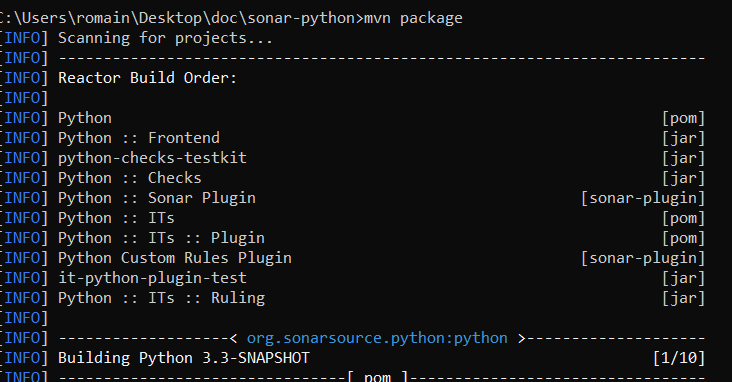 C:\Users\romain\Desktop\doc\sonar-python>mvn package
[INFO] Scanning for projects...
[INFO] ------------------------------------------------------------------------
[INFO] Reactor Build Order:
[INFO]
[INFO] Python                                                             [pom]
[INFO] Python :: Frontend                                                 [jar]
[INFO] python-checks-testkit                                              [jar]
[INFO] Python :: Checks                                                   [jar]
[INFO] Python :: Sonar Plugin                                    [sonar-plugin]
[INFO] Python :: ITs                                                      [pom]
[INFO] Python :: ITs :: Plugin                                            [pom]
[INFO] Python Custom Rules Plugin                                [sonar-plugin]
[INFO] it-python-plugin-test                                              [jar]
[INFO] Python :: ITs :: Ruling                                            [jar]
[INFO]
[INFO] -------------------< org.sonarsource.python:python >--------------------
[INFO] Building Python 3.3-SNAPSHOT                                      [1/10]
[INFO] --------------------------------[ pom ]---------------------------------